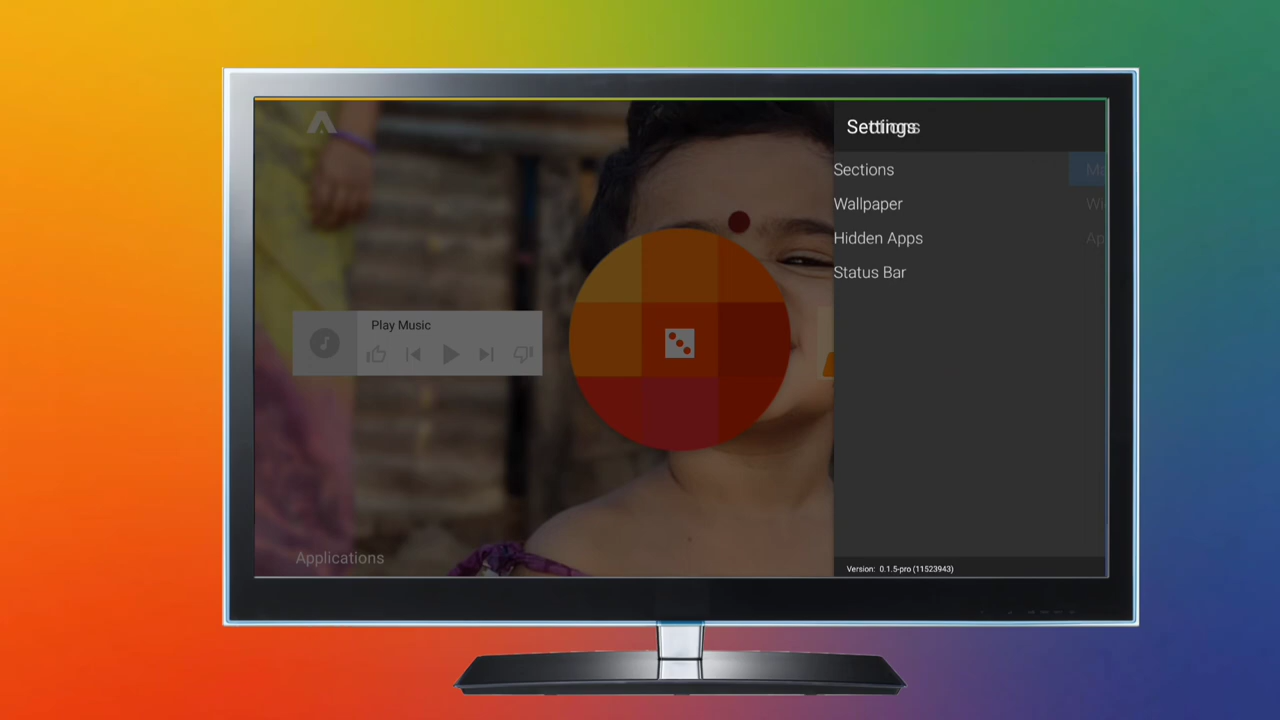 Settings
Sections
Wallpaper
Hidden Apps
Status Bar
Play Music
Applications
Version: 0.1.5-pro (11523943)